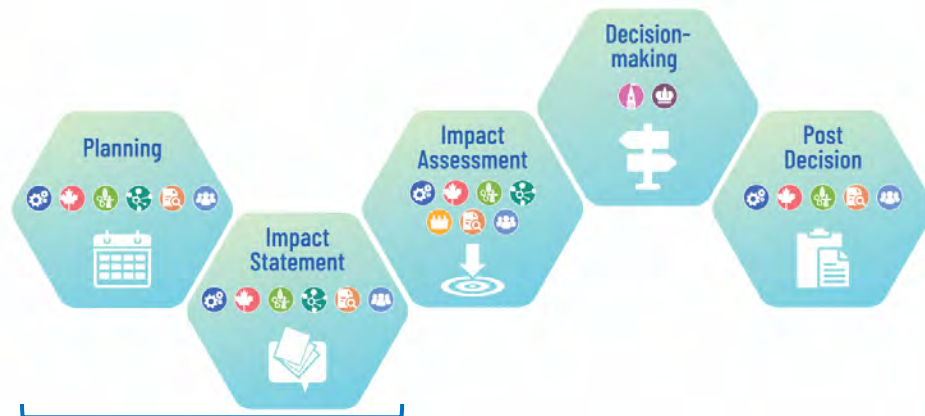 Planning
Impact
Statement
Impact
Assessment
Decision-
making
Post
Decision